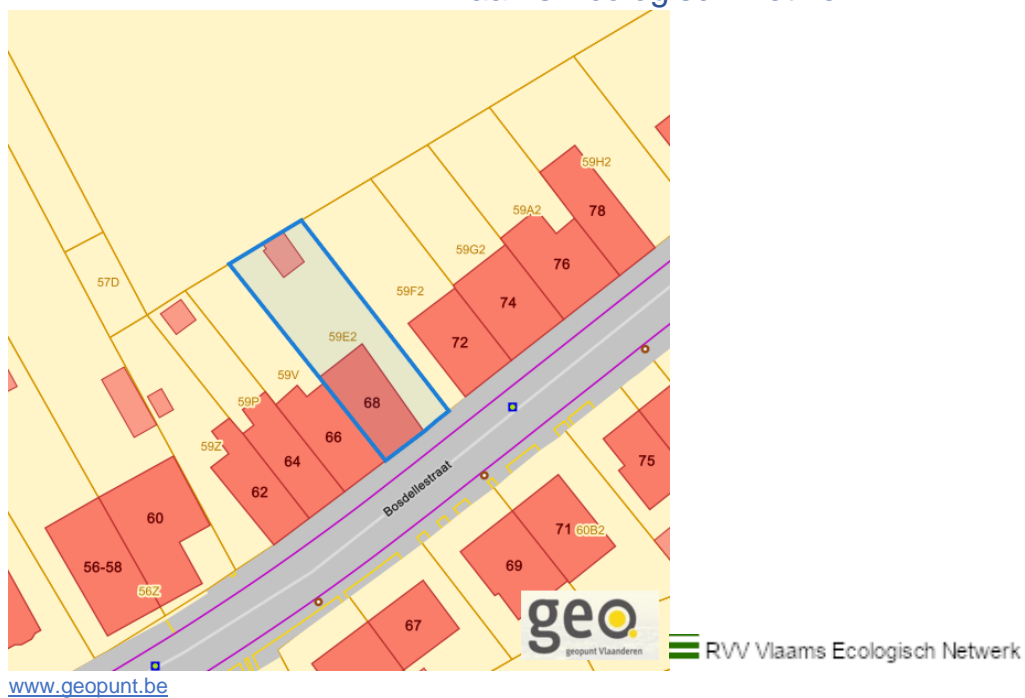 59H2
78
59A2
76
59G2
74
59F2
72
57D
59E2
68
59V
66
59P
64
59Z
62
60
56-58
56Z
Bosdellestraat
75
71
60B2
69
67
geo
geopunt Vlaanderen
RVV Vlaams Ecologisch Netwerk
www.geopunt.be